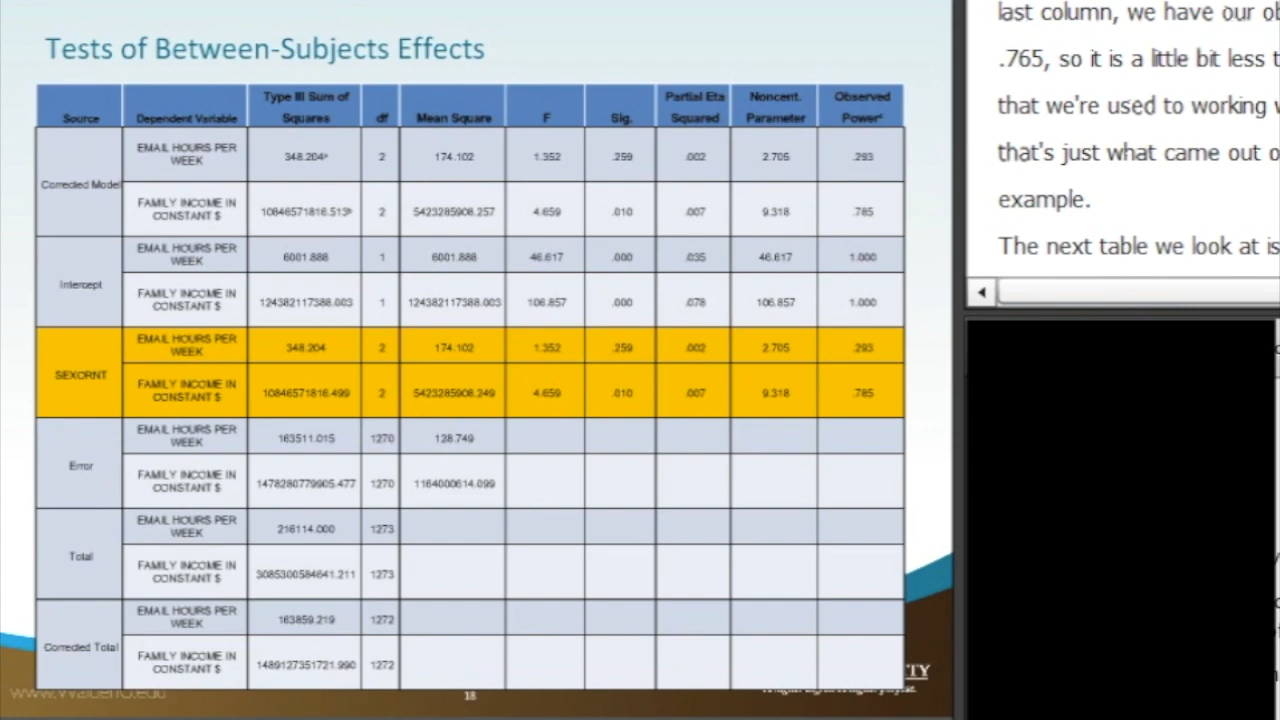 Tests of Between-Subjects Effects
Source Dependent Variable Type III Sum of Squares df Mean Square F Sig. Partial Eta Squared Noncent. Parameter Observed Powerᶜ
Corrected Model EMAIL HOURS PER WEEK 348.204ᵃ 2 174.102 1.352 .259 .002 2.705 .293
FAMILY INCOME IN CONSTANT $ 10846571816.513ᵇ 2 5423285908.257 4.659 .010 .007 9.318 .785
Intercept EMAIL HOURS PER WEEK 6001.888 1 6001.888 46.617 .000 .035 46.617 1.000
FAMILY INCOME IN CONSTANT $ 124382117388.003 1 124382117388.003 106.857 .000 .078 106.857 1.000
SEXORNT EMAIL HOURS PER WEEK 348.204 2 174.102 1.352 .259 .002 2.705 .293
FAMILY INCOME IN CONSTANT $ 10846571816.499 2 5423285908.249 4.659 .010 .007 9.318 .785
Error EMAIL HOURS PER WEEK 163511.015 1270 128.749
FAMILY INCOME IN CONSTANT $ 1478280779905.477 1270 1164000614.099
Total EMAIL HOURS PER WEEK 216114.000 1273
FAMILY INCOME IN CONSTANT $ 3085300584641.211 1273
Corrected Total EMAIL HOURS PER WEEK 163859.219 1272
FAMILY INCOME IN CONSTANT $ 1489127351721.990 1272
18
TY
last column, we have our
.765, so it is a little bit less
that we're used to working
that's just what came out
example.
The next table we look at is